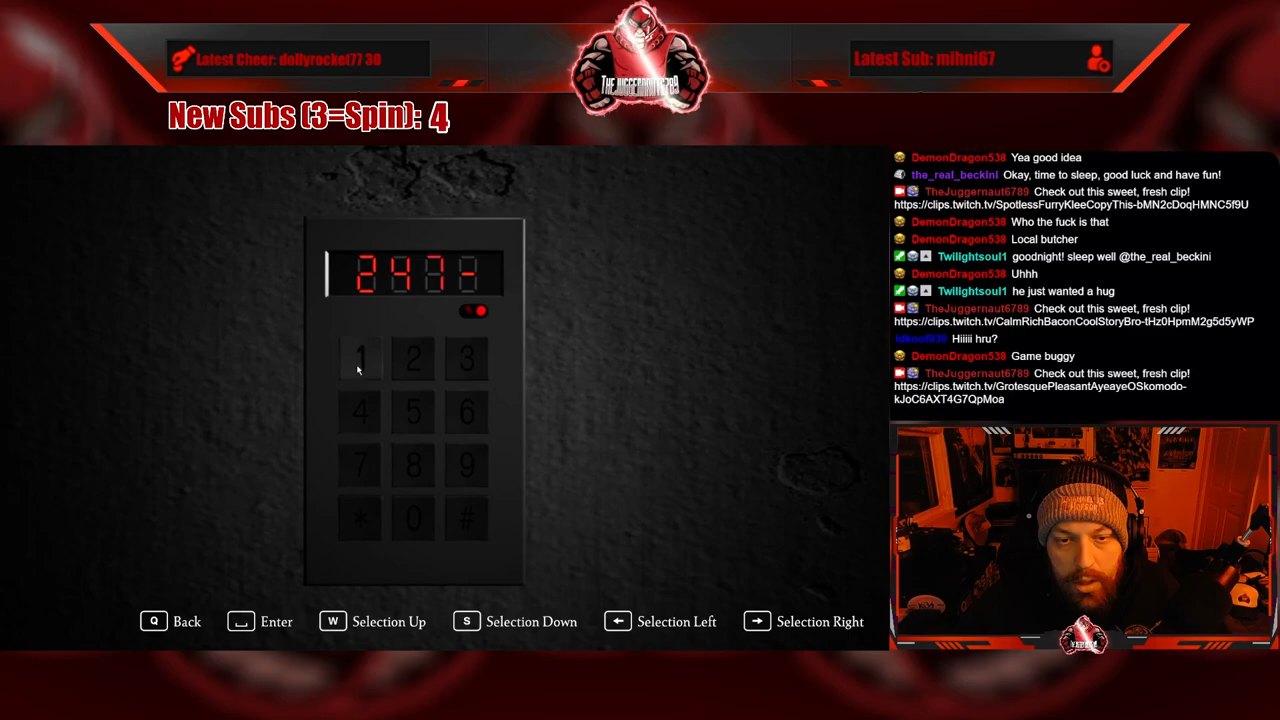 Latest Cheer: dollyrocket77 30
THEJUGGERNAUT6789
Latest Sub: mihni67
New Subs (3=Spin): 4
DemonDragon538 Yea good idea
the_real_beckini Okay, time to sleep, good luck and have fun!
TheJuggernaut6789 Check out this sweet, fresh clip!
https://clips.twitch.tv/SpotlessFurryKleeCopyThis-bMN2cDoqHMNC5f9U
DemonDragon538 Who the fuck is that
DemonDragon538 Local butcher
Twilightsoul1 goodnight! sleep well @the_real_beckini
DemonDragon538 Uhhh
Twilightsoul1 he just wanted a hug
TheJuggernaut6789 Check out this sweet, fresh clip!
https://clips.twitch.tv/CalmRichBaconCoolStoryBro-tHz0HpmM2g5d5yWP
Hiiiii hru?
DemonDragon538 Game buggy
TheJuggernaut6789 Check out this sweet, fresh clip!
https://clips.twitch.tv/GrotesquePleasantAyeayeOSkomodo-
kJoC6AXT4G7QpMoa
247-
1 2 3
4 5 6
7 8 9
* 0 #
Q Back Enter W Selection Up S Selection Down ← Selection Left → Selection Right